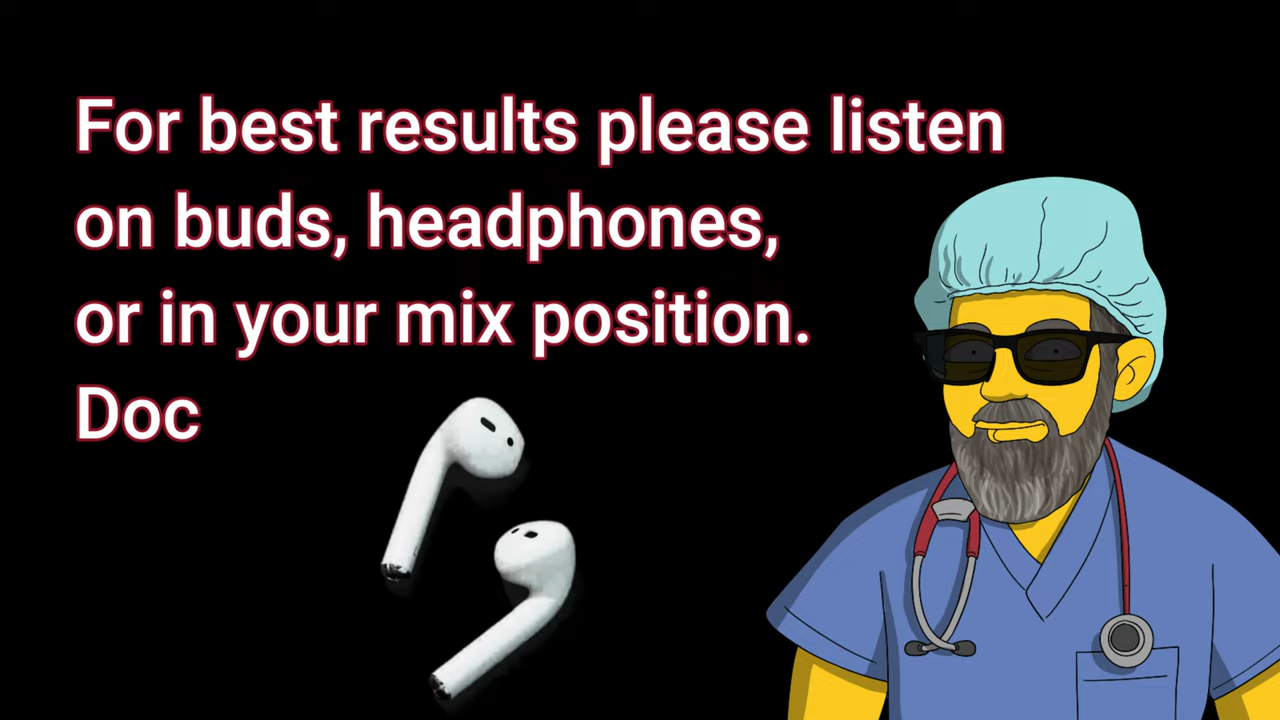 For best results please listen
on buds, headphones,
or in your mix position.
Doc